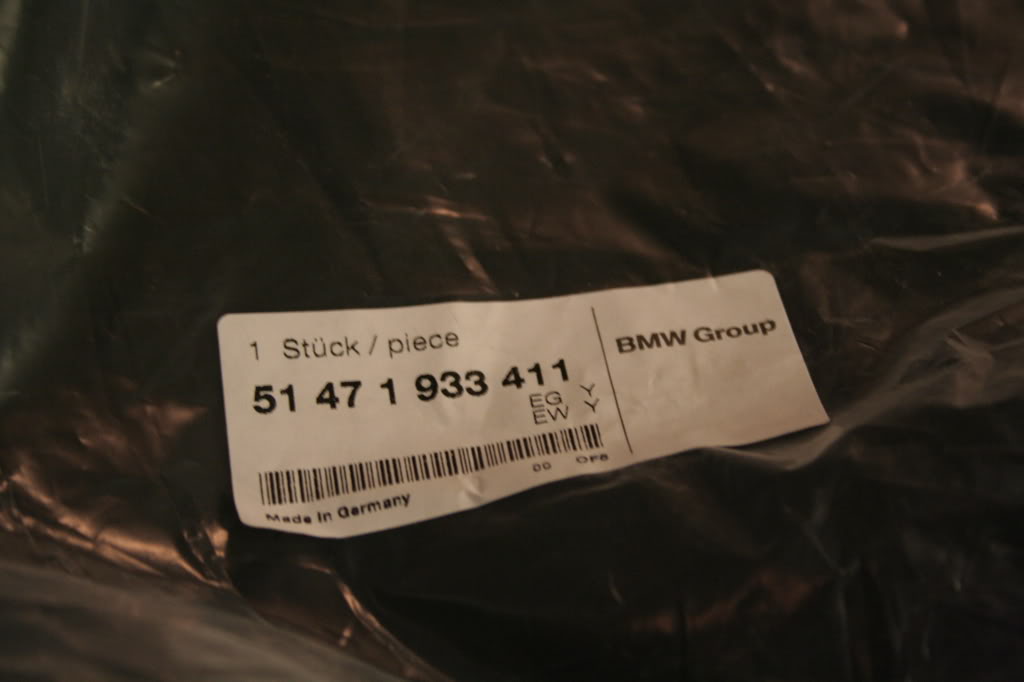 1 Stück / piece
51 47 1 933 411
EG Y
EW Y
00 OF8
Made in Germany
BMW Group